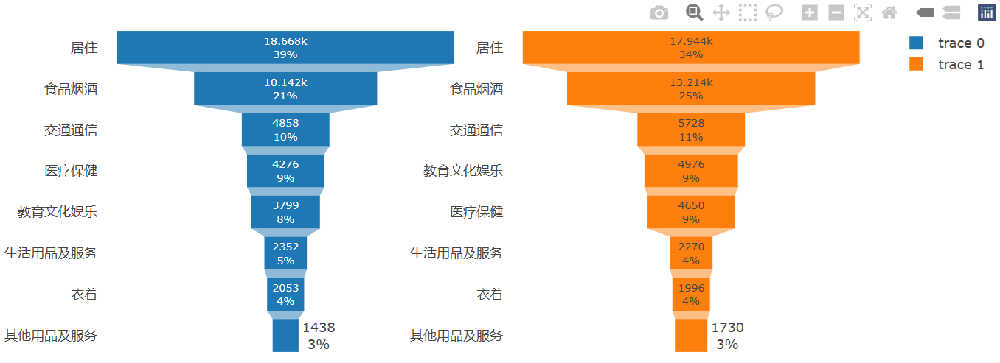 trace 0
trace 1
居住
18.668k
39%
食品烟酒
10.142k
21%
交通通信
4858
10%
医疗保健
4276
9%
教育文化娱乐
3799
8%
生活用品及服务
2352
5%
衣着
2053
4%
其他用品及服务
1438
3%
居住
17.944k
34%
食品烟酒
13.214k
25%
交通通信
5728
11%
教育文化娱乐
4976
9%
医疗保健
4650
9%
生活用品及服务
2270
4%
衣着
1996
4%
其他用品及服务
1730
3%